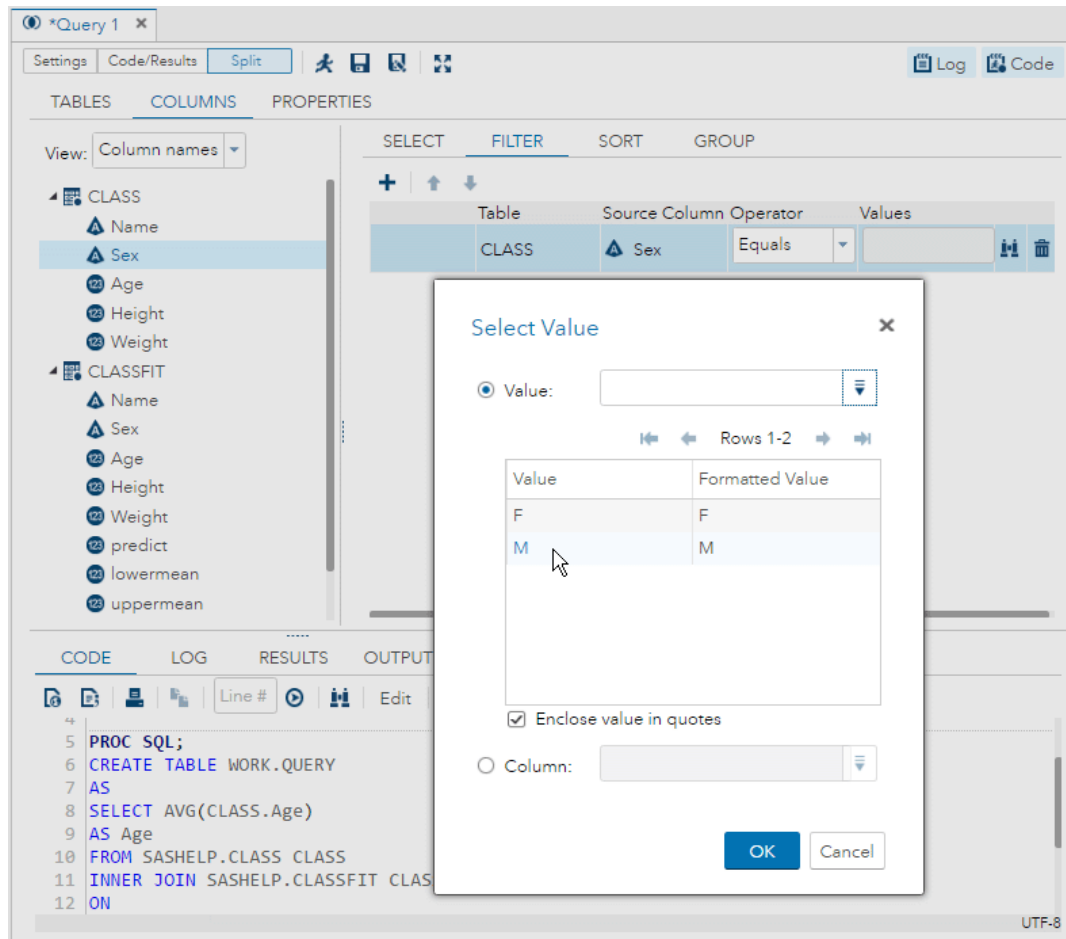 *Query 1
Settings Code/Results Split Log Code
TABLES COLUMNS PROPERTIES
View: Column names
CLASS
Name
Sex
Age
Height
Weight
CLASSFIT
Name
Sex
Age
Height
Weight
predict
lowermean
uppermean
SELECT FILTER SORT GROUP
Table Source Column Operator Values
CLASS Sex Equals
Select Value
Value:
Rows 1-2
Value Formatted Value
F F
M M
Enclose value in quotes
Column:
OK Cancel
CODE LOG RESULTS OUTPUT
Line # Edit
4
5 PROC SQL;
6 CREATE TABLE WORK.QUERY
7 AS
8 SELECT AVG(CLASS.Age)
9 AS Age
10 FROM SASHELP.CLASS CLASS
11 INNER JOIN SASHELP.CLASSFIT CLAS
12 ON
UTF-8